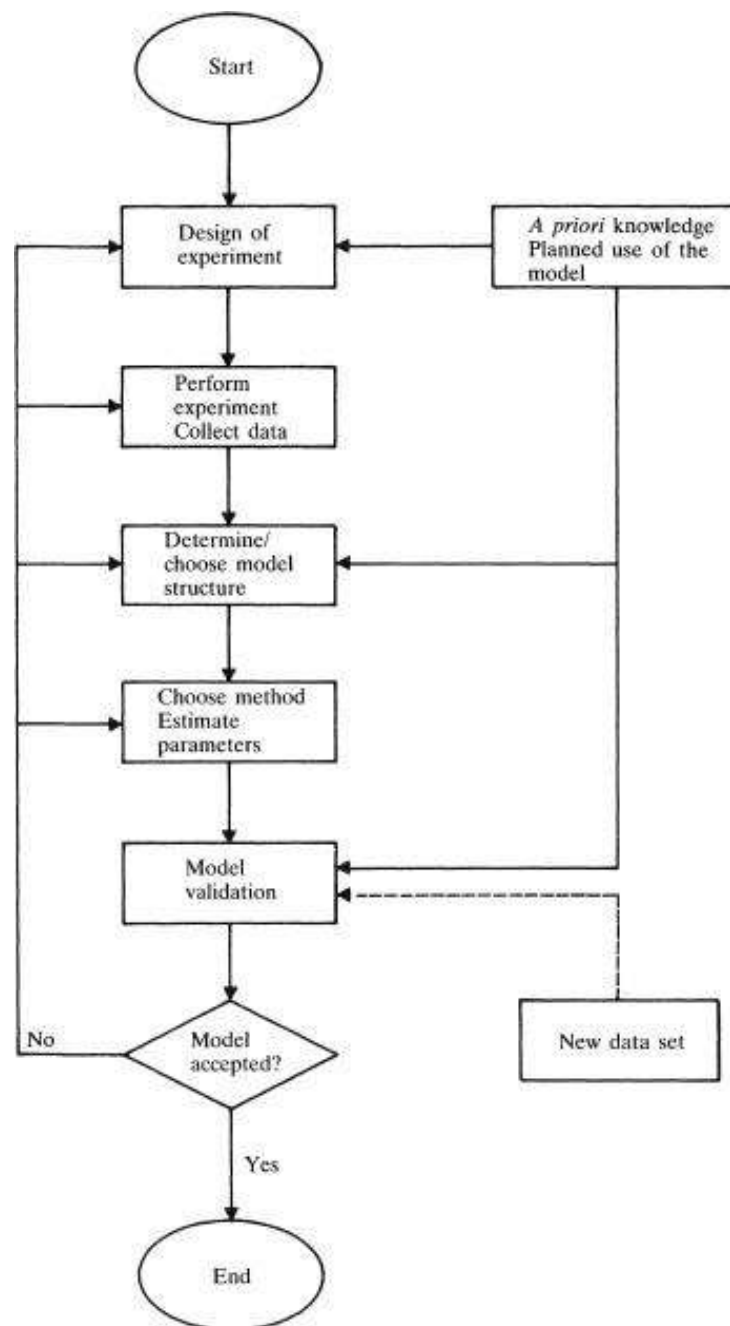 Start
Design of
experiment
A priori knowledge
Planned use of the
model
Perform
experiment
Collect data
Determine/
choose model
structure
Choose method
Estimate
parameters
Model
validation
New data set
Model
accepted?
No
Yes
End